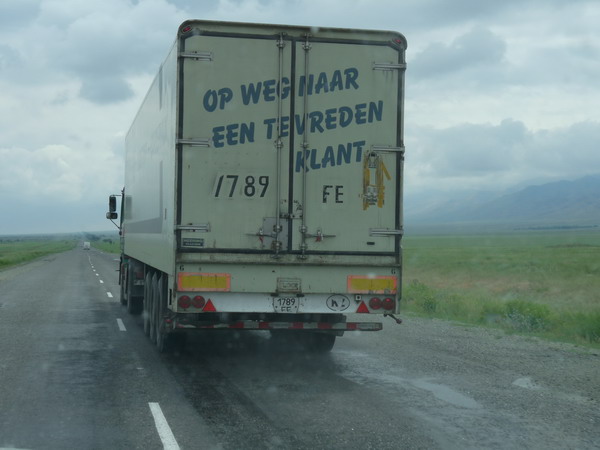 OP WEG NAAR
EEN TEVREDEN
KLANT
1789 FE
1789
FE